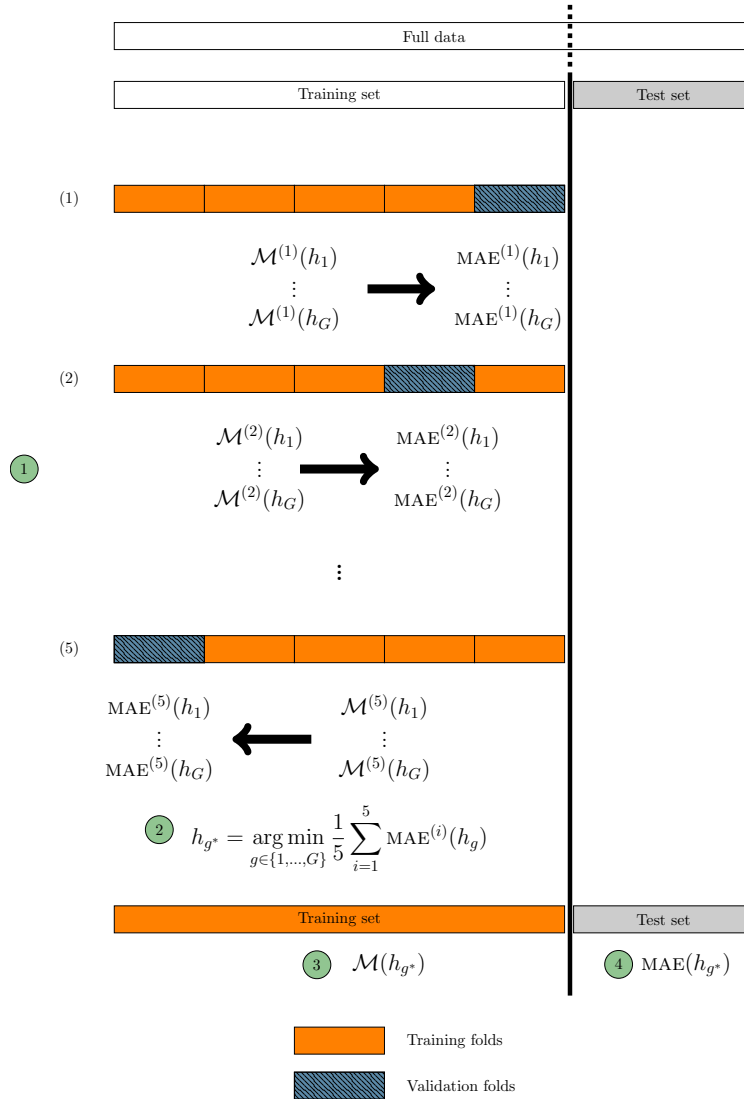 Full data
Training set
Test set
(1)
ℳ⁽¹⁾(h₁)
⋮
ℳ⁽¹⁾(h_G)
MAE⁽¹⁾(h₁)
⋮
MAE⁽¹⁾(h_G)
(2)
ℳ⁽²⁾(h₁)
⋮
ℳ⁽²⁾(h_G)
MAE⁽²⁾(h₁)
⋮
MAE⁽²⁾(h_G)
1
⋮
(5)
MAE⁽⁵⁾(h₁)
⋮
MAE⁽⁵⁾(h_G)
ℳ⁽⁵⁾(h₁)
⋮
ℳ⁽⁵⁾(h_G)
2
h_{g*} = arg min_{g∈{1,...,G}} 1/5 ∑_{i=1}^{5} MAE⁽ⁱ⁾(h_g)
Training set
Test set
3 ℳ(h_{g*})
4 MAE(h_{g*})
Training folds
Validation folds